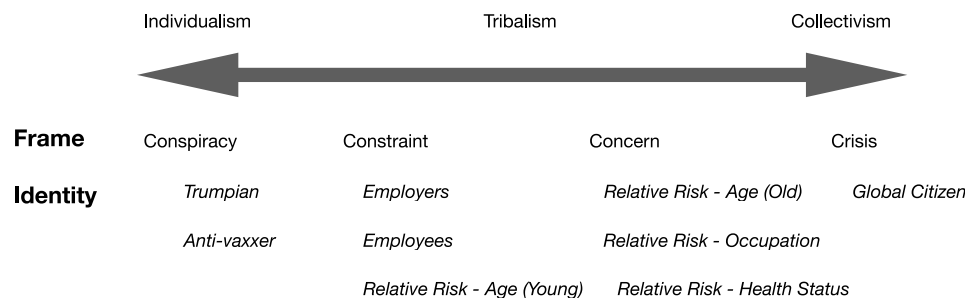 Individualism Tribalism Collectivism
Frame Conspiracy Constraint Concern Crisis
Identity Trumpian Employers Relative Risk - Age (Old) Global Citizen
Anti-vaxxer Employees Relative Risk - Occupation
Relative Risk - Age (Young) Relative Risk - Health Status